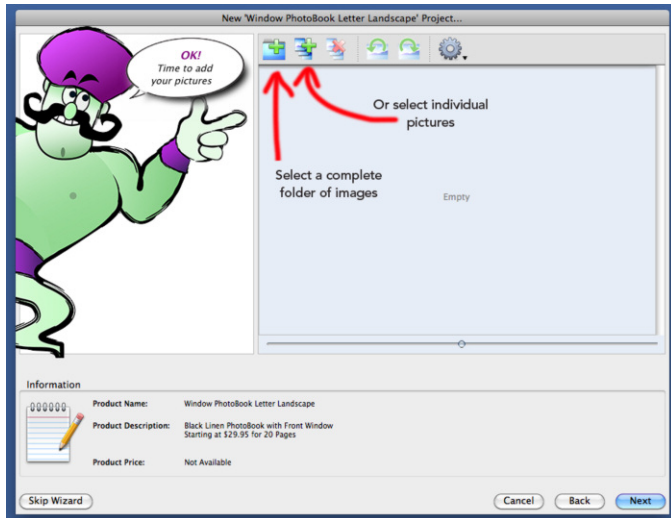 New 'Window PhotoBook Letter Landscape' Project...
OK!
Time to add
your pictures
Or select individual
pictures
Select a complete
folder of images
Empty
Information
Product Name: Window PhotoBook Letter Landscape
Product Description: Black Linen PhotoBook with Front Window
Starting at $29.95 for 20 Pages
Product Price: Not Available
Skip Wizard Cancel Back Next